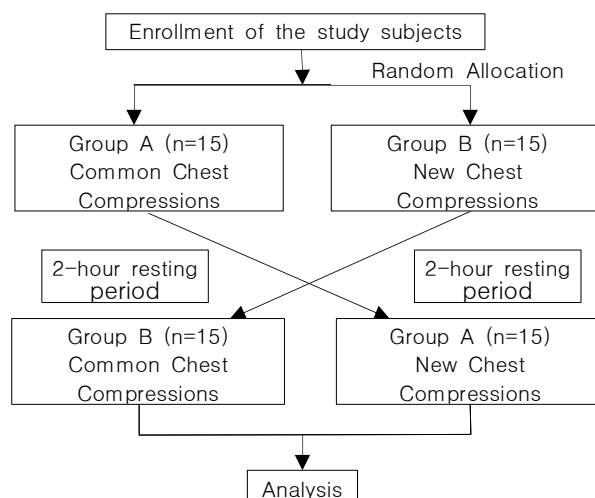 Enrollment of the study subjects
Random Allocation
Group A (n=15)
Common Chest
Compressions
Group B (n=15)
New Chest
Compressions
2-hour resting
period
2-hour resting
period
Group B (n=15)
Common Chest
Compressions
Group A (n=15)
New Chest
Compressions
Analysis